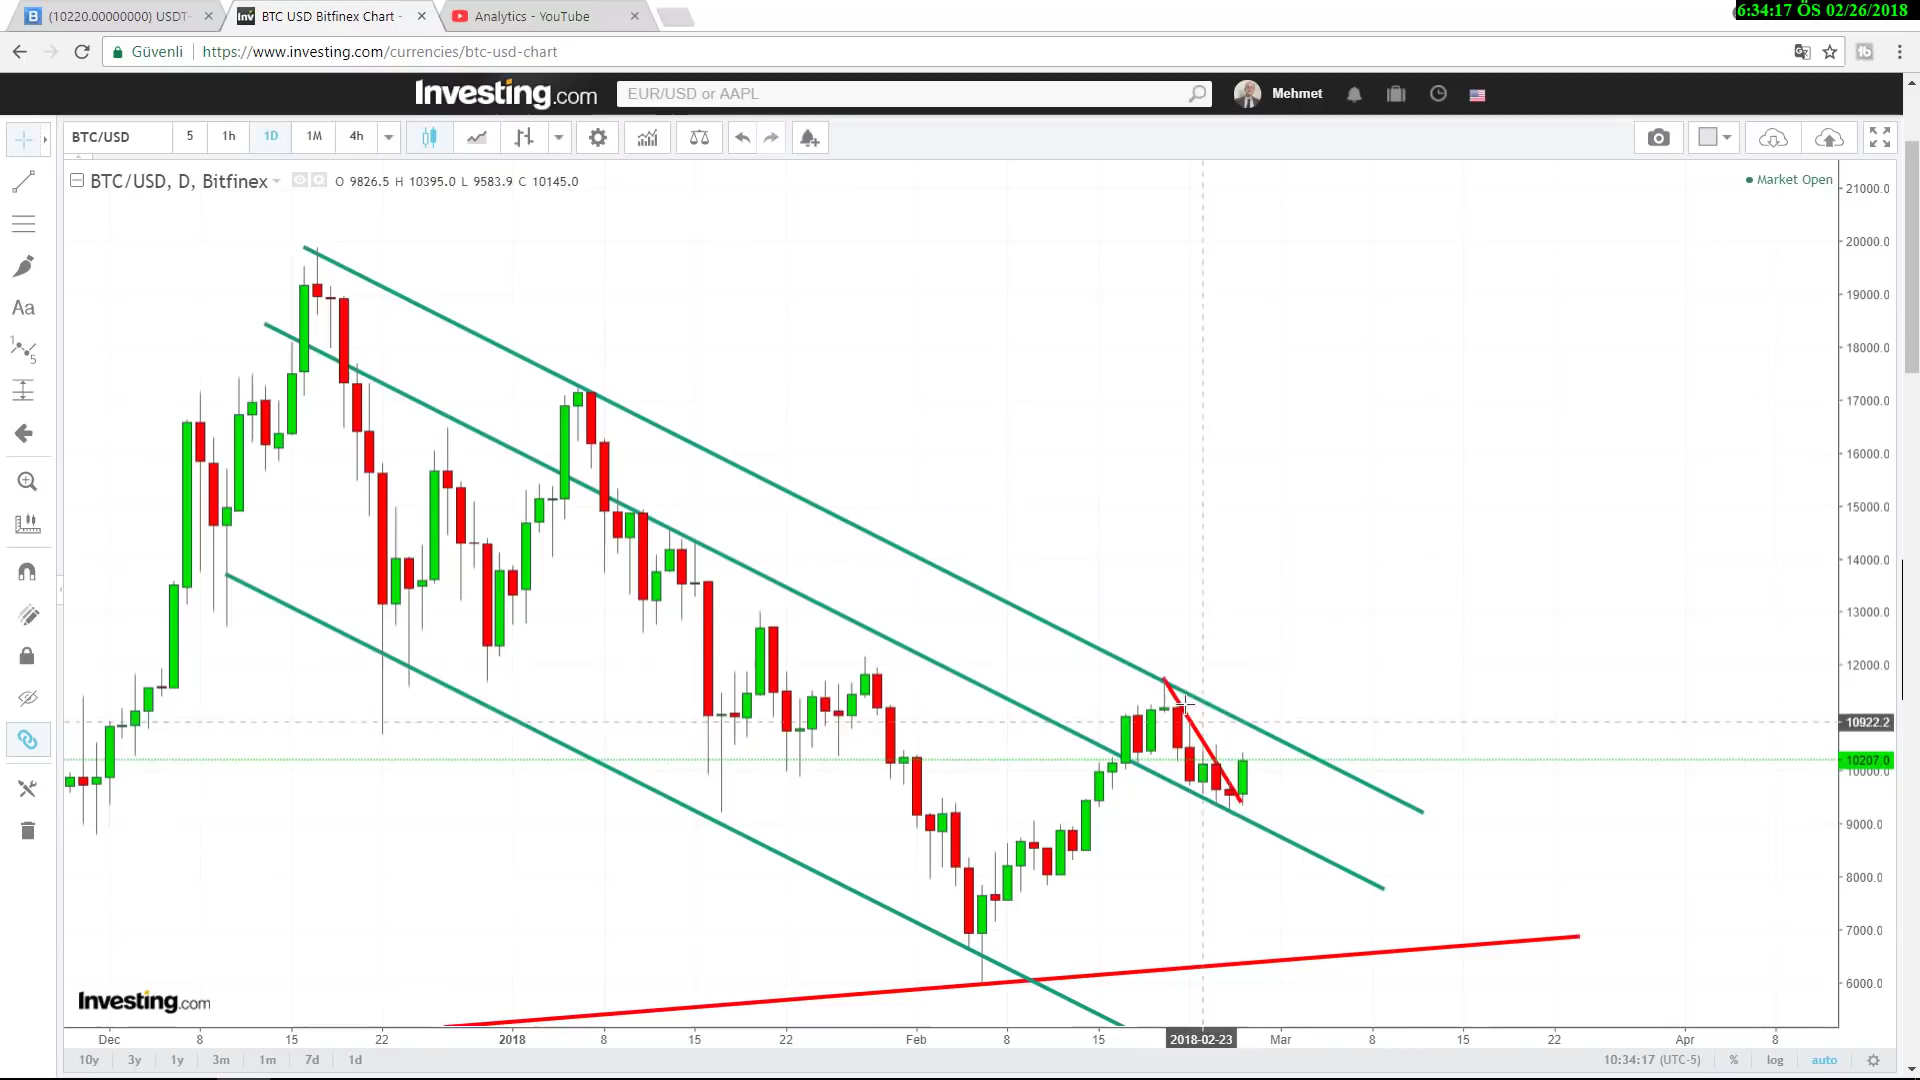 6:34:17 ÖS 02/26/2018
(10220.00000000) USDT-
BTC USD Bitfinex Chart -
Analytics - YouTube
Güvenli
https://www.investing.com/currencies/btc-usd-chart
Investing.com
EUR/USD or AAPL
Mehmet
BTC/USD
5
1h
1D
1M
4h
BTC/USD, D, Bitfinex
O 9826.5 H 10395.0 L 9583.9 C 10145.0
Market Open
Aa
21000.0
20000.0
19000.0
18000.0
17000.0
16000.0
15000.0
14000.0
13000.0
12000.0
10922.2
10207.0
10000.0
9000.0
8000.0
7000.0
6000.0
Investing.com
Dec 8 15 22 2018 8 15 22 Feb 8 15 2018-02-23 Mar 8 15 22 Apr 8
10y 3y 1y 3m 1m 7d 1d
10:34:17 (UTC-5) % log auto